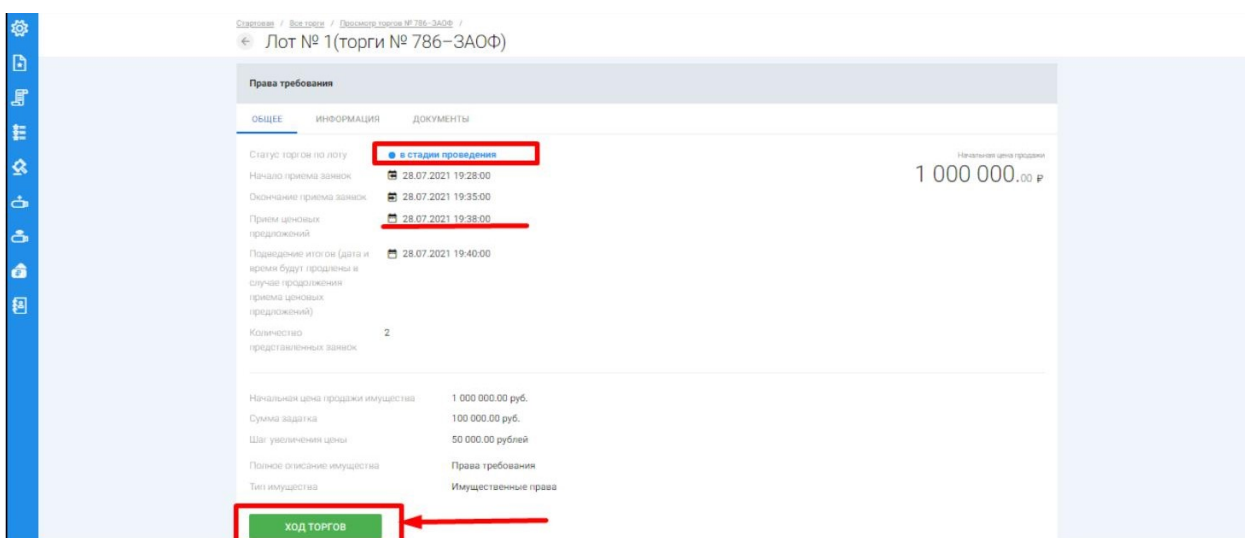 Стартовая / Все торги / Просмотр торгов № 786-ЗАОФ /
Лот № 1(торги № 786-ЗАОФ)
Права требования
ОБЩЕЕ ИНФОРМАЦИЯ ДОКУМЕНТЫ
Статус торгов по лоту в стадии проведения
Начальная цена продажи
1 000 000.00 ₽
Начало приема заявок 28.07.2021 19:28:00
Окончание приема заявок 28.07.2021 19:35:00
Прием ценовых 28.07.2021 19:38:00
предложений
Подведение итогов (дата и 28.07.2021 19:40:00
время будут продлены в
случае продолжения
приема ценовых
предложений)
Количество 2
представленных заявок
Начальная цена продажи имущества 1 000 000.00 руб.
Сумма задатка 100 000.00 руб.
Шаг увеличения цены 50 000.00 рублей
Полное описание имущества Права требования
Тип имущества Имущественные права
ХОД ТОРГОВ